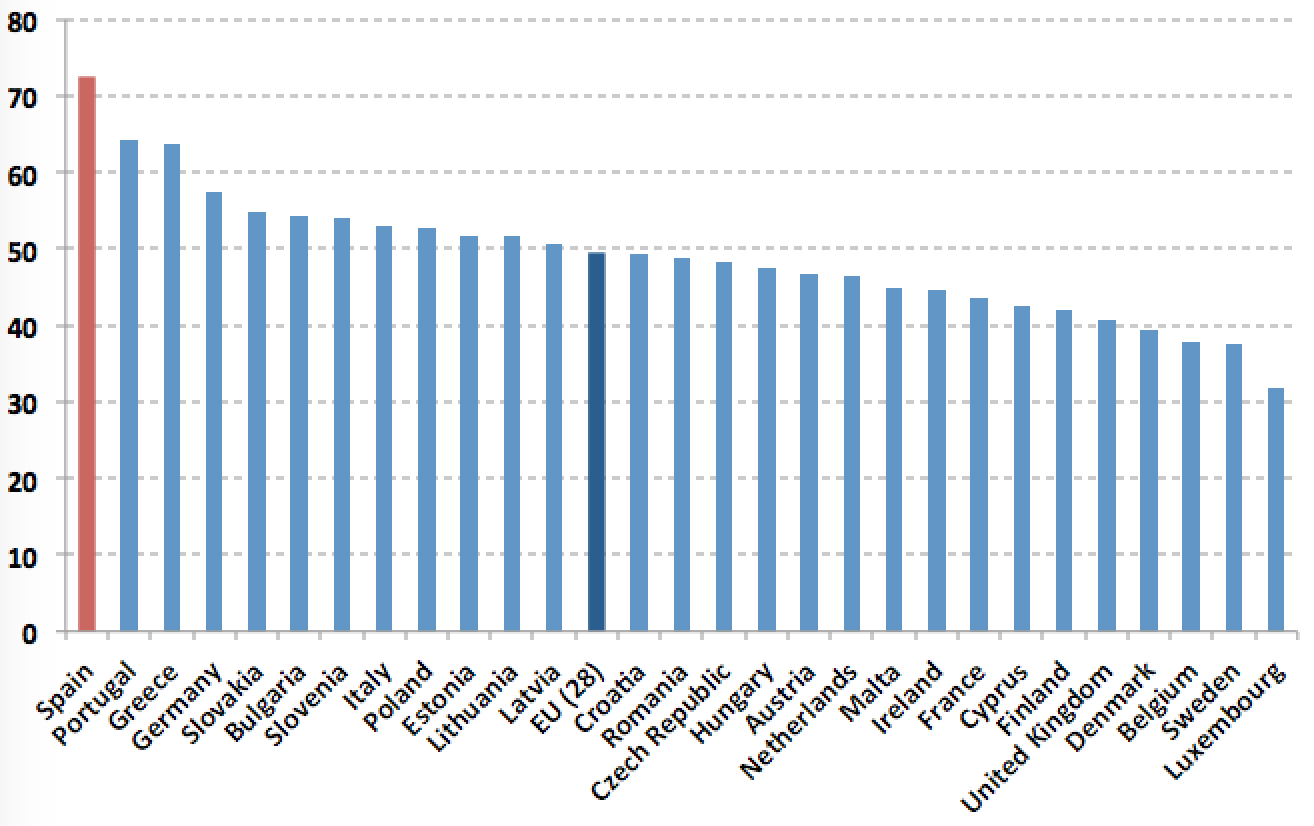 80
70
60
50
40
30
20
10
0
Spain
Portugal
Greece
Germany
Slovakia
Bulgaria
Slovenia
Italy
Poland
Estonia
Lithuania
Latvia
EU (28)
Croatia
Romania
Czech Republic
Hungary
Austria
Netherlands
Malta
Ireland
France
Cyprus
Finland
United Kingdom
Denmark
Belgium
Sweden
Luxembourg